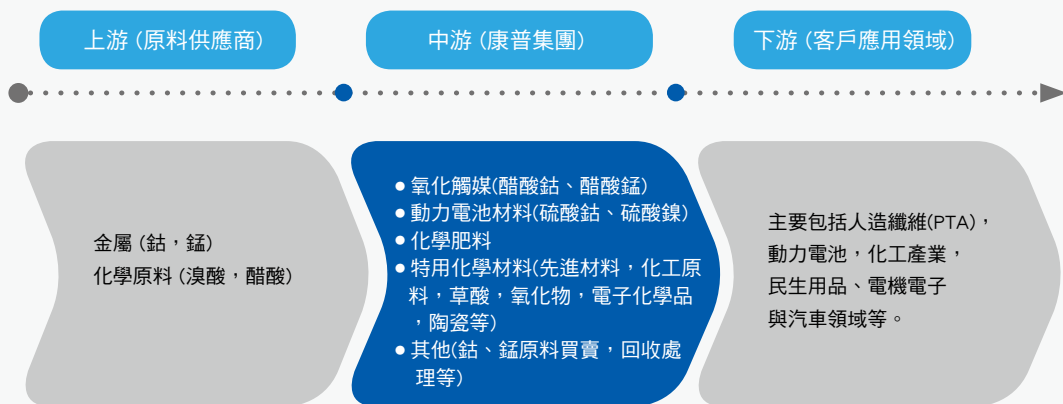 上游 (原料供應商)
中游 (康普集團)
下游 (客戶應用領域)
金屬 (鈷，錳)
化學原料 (溴酸，醋酸)
● 氧化觸媒(醋酸鈷、醋酸錳)
● 動力電池材料(硫酸鈷、硫酸鎳)
● 化學肥料
● 特用化學材料(先進材料，化工原
料，草酸，氧化物，電子化學品
，陶瓷等)
● 其他(鈷、錳原料買賣，回收處
理等)
主要包括人造纖維(PTA)，
動力電池，化工產業，
民生用品、電機電子
與汽車領域等。